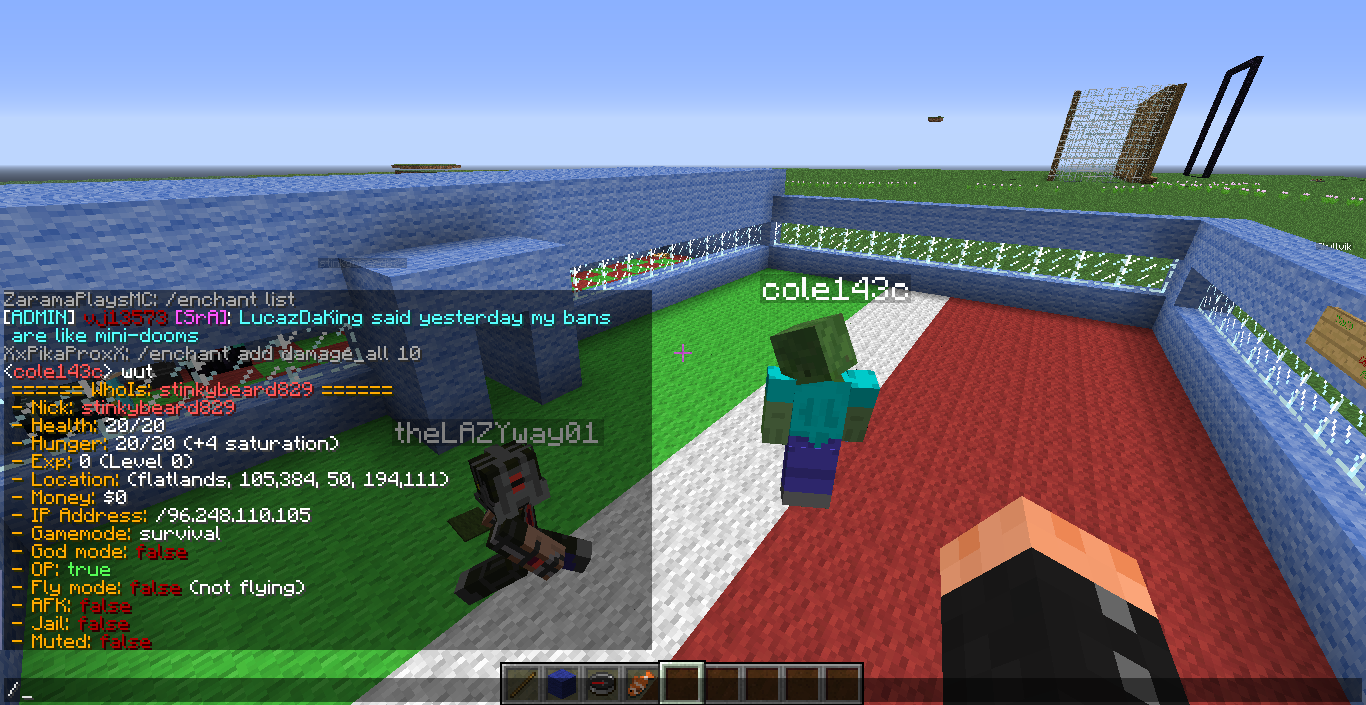 ZaramaPlaysMC: /enchant list
[ADMIN] vj13573 [SrA]: LucazDaKing said yesterday my bans
are like mini-dooms
XxPikaProxX: /enchant add damage_all 10
<cole143c> wut
====== WhoIs: stinkybeard829 ======
- Nick: stinkybeard829
- Health: 20/20
- Hunger: 20/20 (+4 saturation)
- Exp: 0 (Level 0)
- Location: (flatlands, 105,384, 50, 194,111)
- Money: $0
- IP Address: /96.248.110.105
- Gamemode: survival
- God mode: false
- OP: true
- Fly mode: false (not flying)
- AFK: false
- Jail: false
- Muted: false
/_
cole143c
theLAZYway01